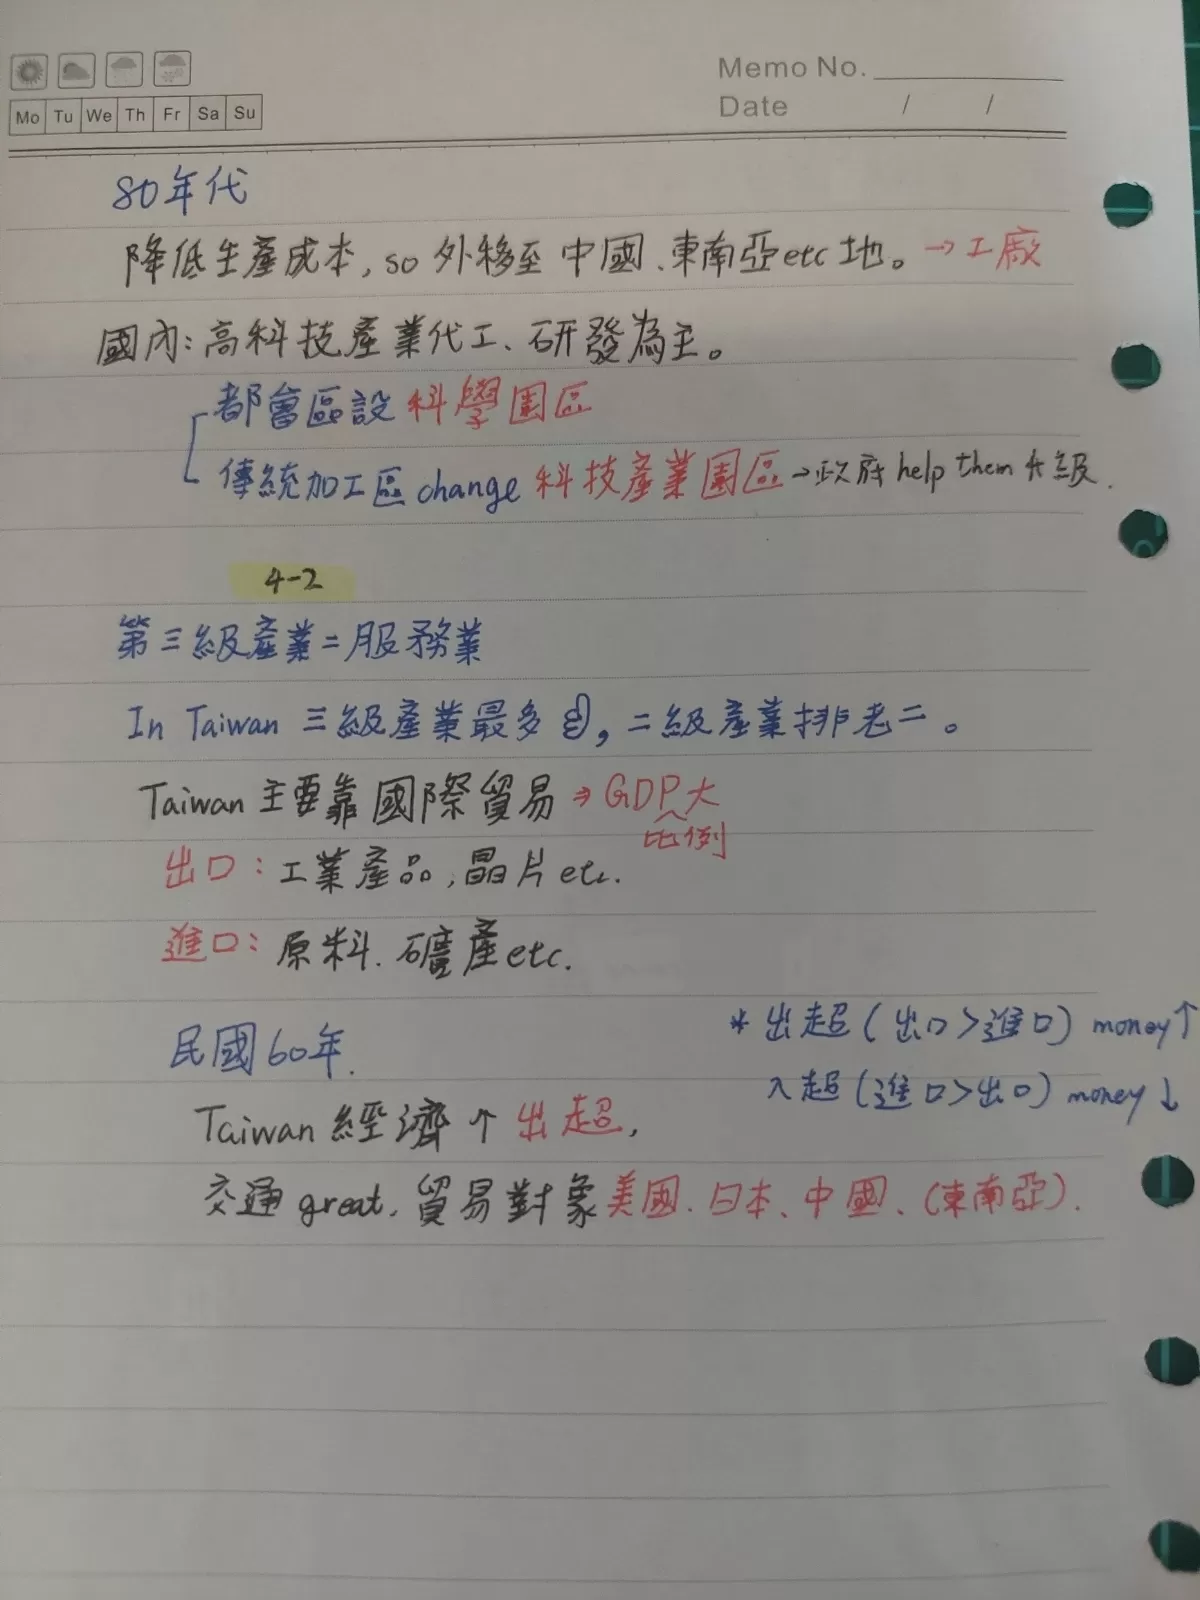 Memo No.
Mo Tu We Th Fr Sa Su
Date / /
80年代
降低生產成本, so 外移至 中國、東南亞etc地。→工廠
國內:高科技產業代工、研發為主。
都會區設 科學園區
傳統加工區 change 科技產業園區→政府 help them 升級.
4-2
第三級產業=服務業
In Taiwan 三級產業最多, 二級產業排老二。
Taiwan 主要靠國際貿易 → GDP大
比例
出口: 工業產品, 晶片 etc.
進口: 原料、礦產etc.
*出超(出口>進口) money↑
民國60年.
入超(進口>出口) money↓
Taiwan 經濟↑出超,
交通 great, 貿易對象美國、日本、中國、(東南亞).